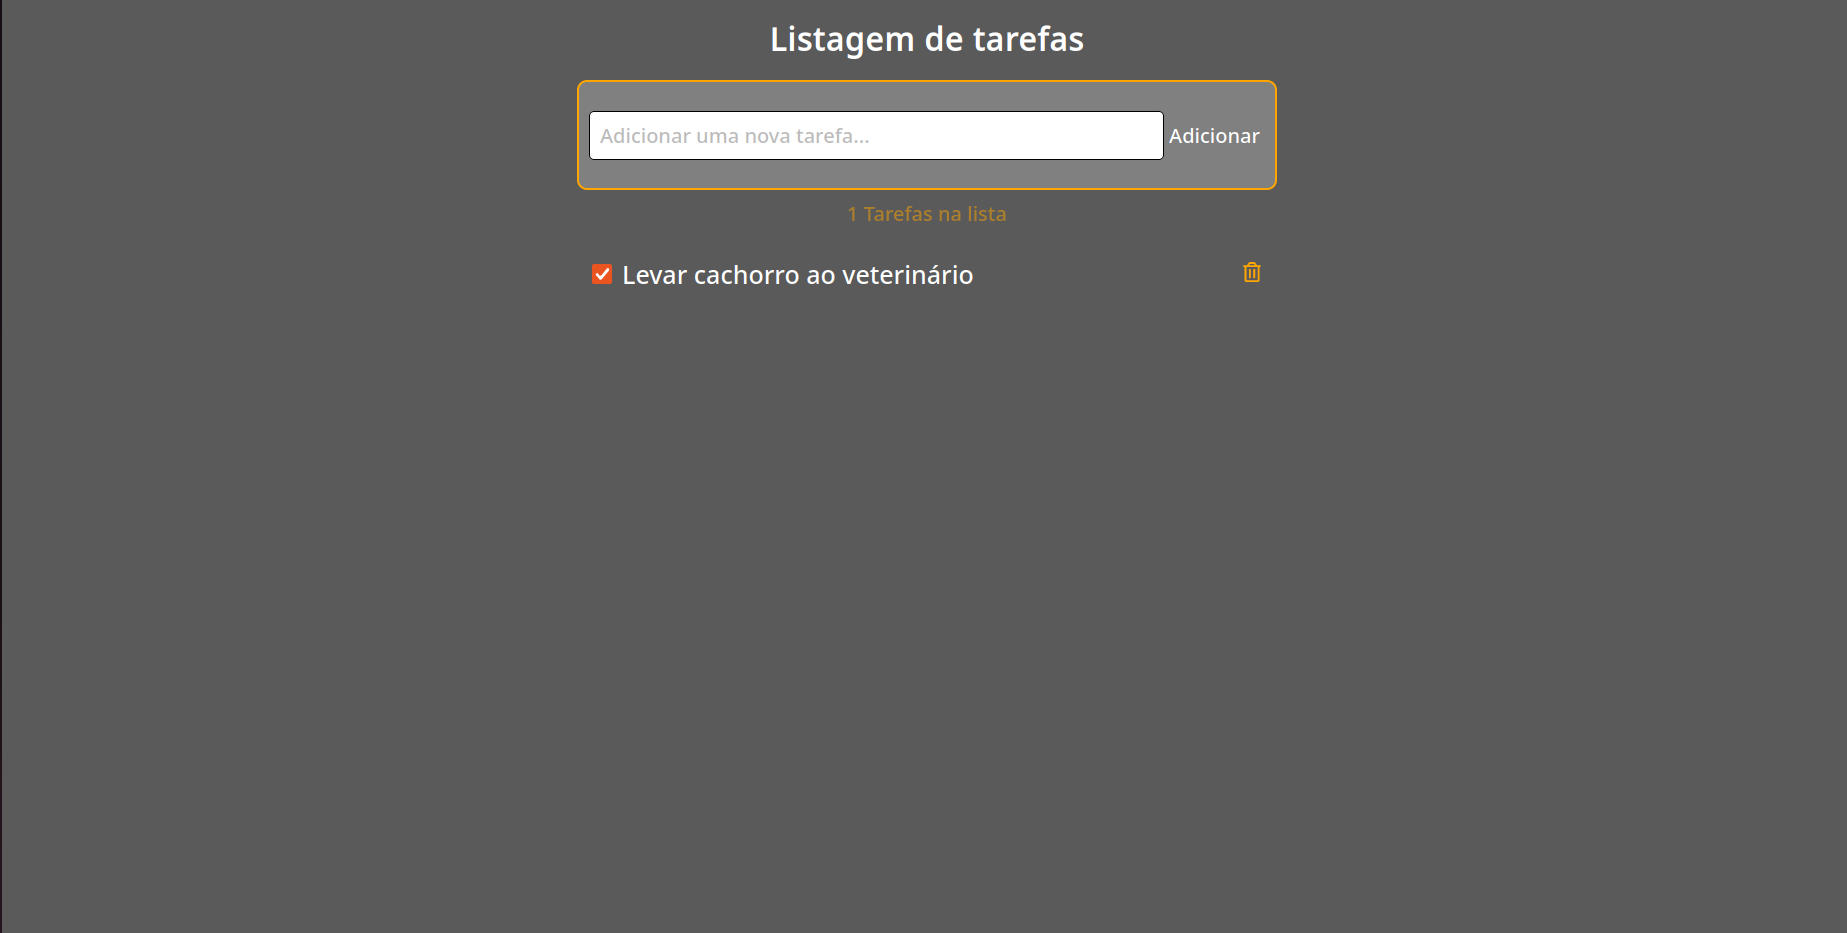 Listagem de tarefas
Adicionar uma nova tarefa...
Adicionar
1 Tarefas na lista
Levar cachorro ao veterinário